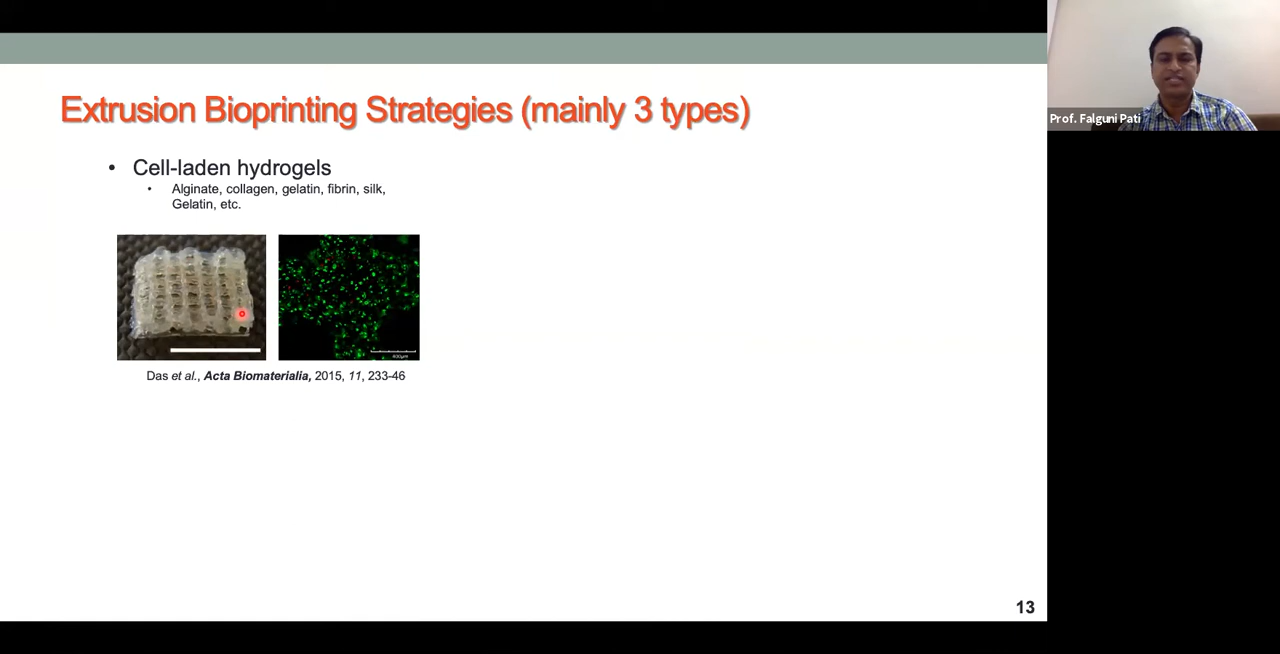 Extrusion Bioprinting Strategies (mainly 3 types)
Prof. Falguni Pati
• Cell-laden hydrogels
• Alginate, collagen, gelatin, fibrin, silk,
Gelatin, etc.
400μm
Das et al., Acta Biomaterialia, 2015, 11, 233-46
13